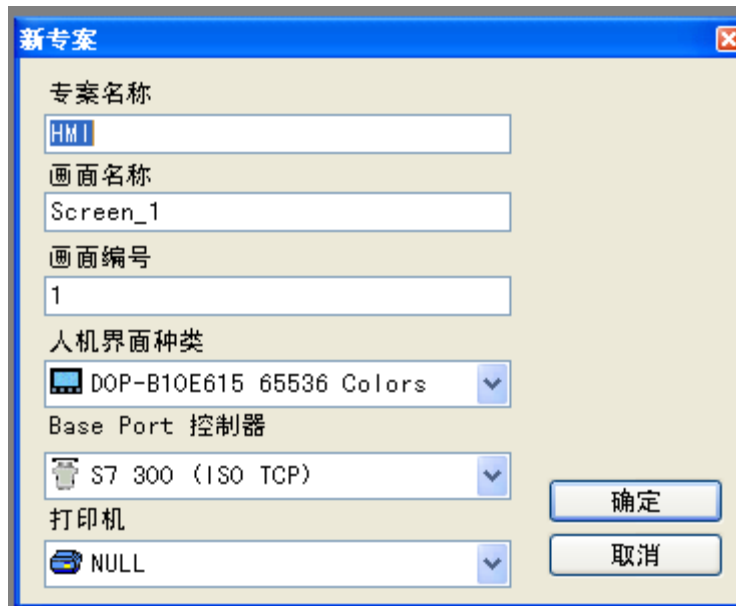 新专案
专案名称
HMI
画面名称
Screen_1
画面编号
1
人机界面种类
DOP-B10E615 65536 Colors
Base Port 控制器
S7 300 (ISO TCP)
确定
打印机
NULL
取消